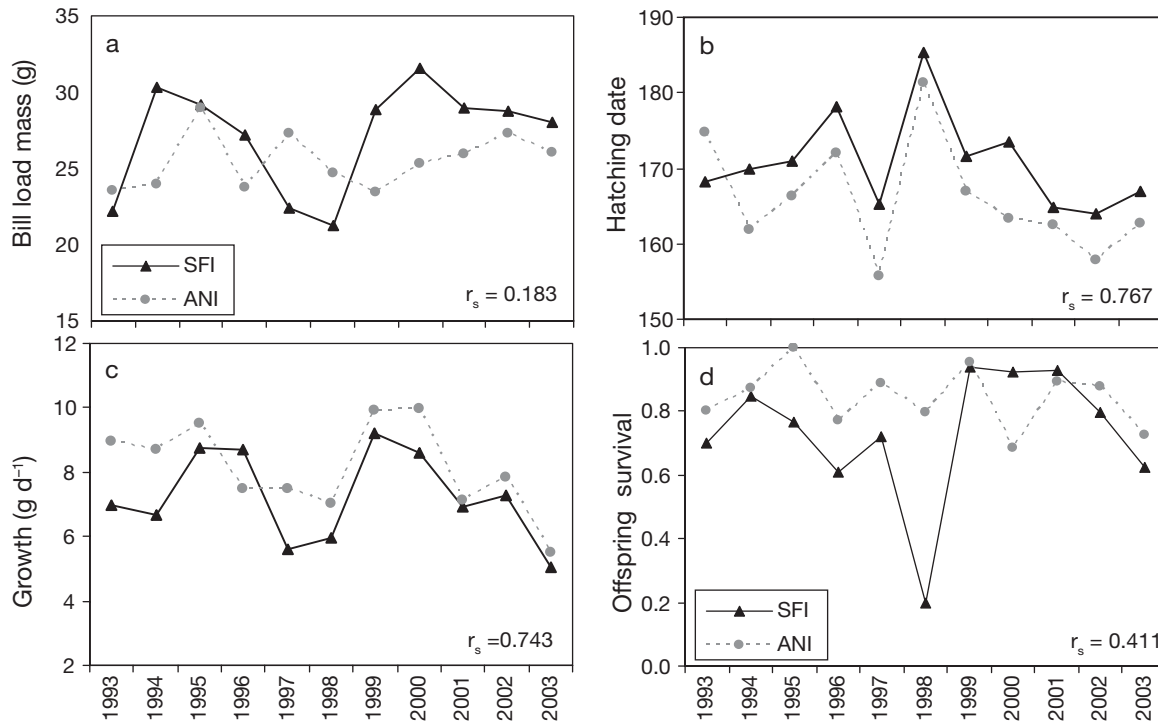 a
Bill load mass (g)
35
30
25
20
15
SFI
ANI
r_s = 0.183
b
Hatching date
190
180
170
160
150
r_s = 0.767
c
Growth (g d⁻¹)
12
10
8
6
4
2
r_s =0.743
1993
1994
1995
1996
1997
1998
1999
2000
2001
2002
2003
d
Offspring survival
1.0
0.8
0.6
0.4
0.2
0.0
SFI
ANI
r_s = 0.411
1993
1994
1995
1996
1997
1998
1999
2000
2001
2002
2003